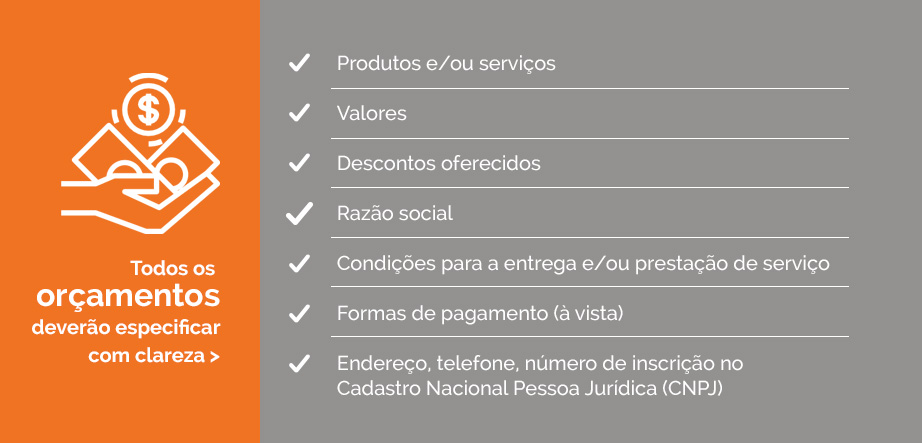 Todos os
orçamentos
deverão especificar
com clareza >
Produtos e/ou serviços
Valores
Descontos oferecidos
Razão social
Condições para a entrega e/ou prestação de serviço
Formas de pagamento (à vista)
Endereço, telefone, número de inscrição no
Cadastro Nacional Pessoa Jurídica (CNPJ)